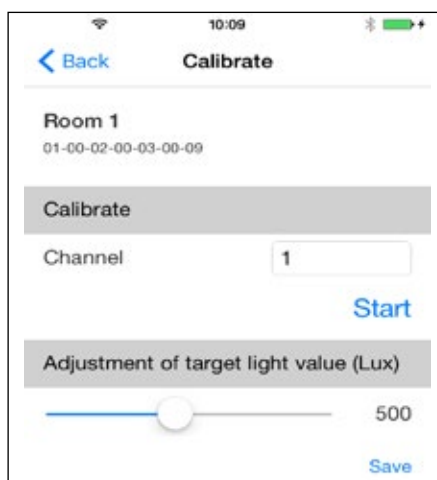 10:09
Back Calibrate
Room 1
01-00-02-00-03-00-09
Calibrate
Channel 1
Start
Adjustment of target light value (Lux)
500
Save